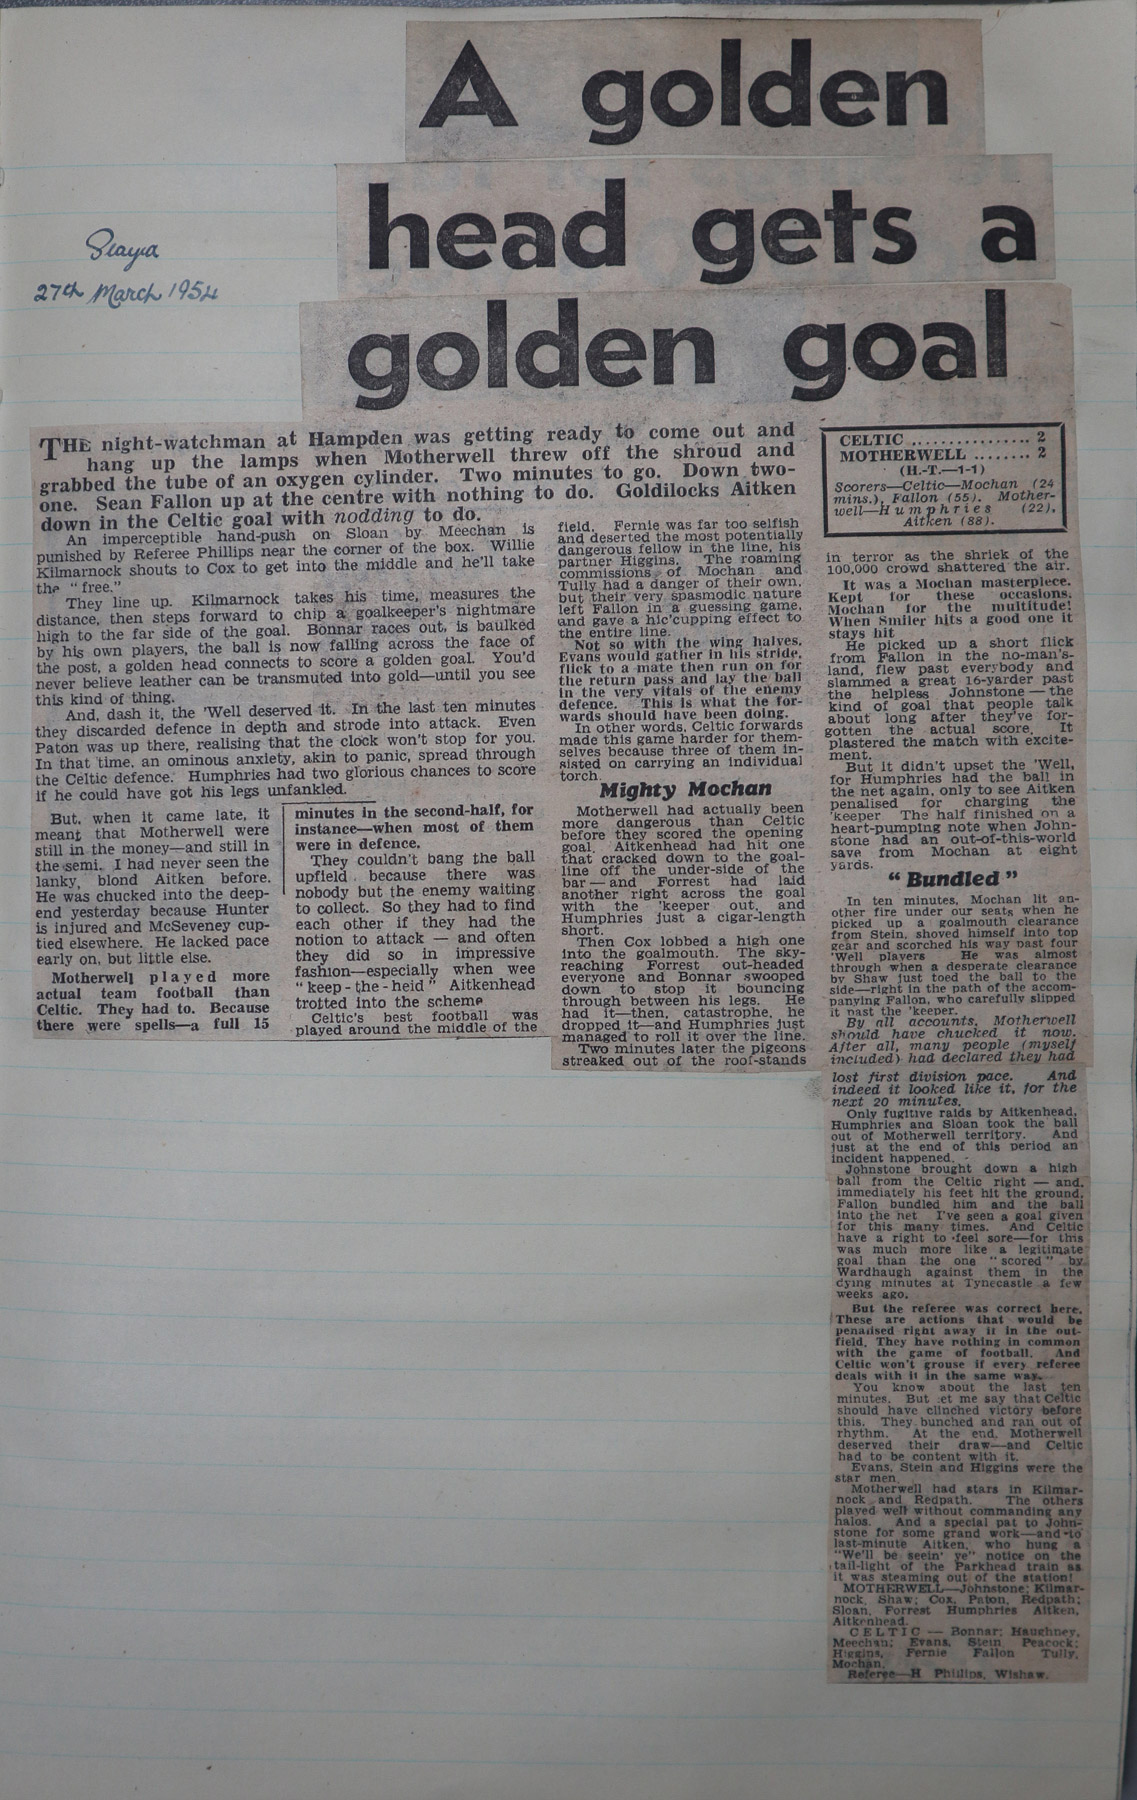 A golden
head gets a
golden goal
27th March 1954
THE night-watchman at Hampden was getting ready to come out and
hang up the lamps when Motherwell threw off the shroud and
grabbed the tube of an oxygen cylinder. Two minutes to go. Down two-
one. Sean Fallon up at the centre with nothing to do. Goldilocks Aitken
down in the Celtic goal with nodding to do.
An imperceptible hand-push on Sloan by Meechan is
punished by Referee Phillips near the corner of the box. Willie
Kilmarnock shouts to Cox to get into the middle and he'll take
the "free."
They line up. Kilmarnock takes his time, measures the
distance, then steps forward to chip a goalkeeper's nightmare
high to the far side of the goal. Bonnar races out, is baulked
by his own players, the ball is now falling across the face of
the post, a golden head connects to score a golden goal. You'd
never believe leather can be transmuted into gold—until you see
this kind of thing.
And, dash it, the 'Well deserved it. In the last ten minutes
they discarded defence in depth and strode into attack. Even
Paton was up there, realising that the clock won't stop for you.
In that time, an ominous anxiety, akin to panic, spread through
the Celtic defence. Humphries had two glorious chances to score
if he could have got his legs unfankled.
But, when it came late, it
meant that Motherwell were
still in the money—and still in
the semi. I had never seen the
lanky, blond Aitken before.
He was chucked into the deep-
end yesterday because Hunter
is injured and McSeveney cup-
tied elsewhere. He lacked pace
early on, but little else.
Motherwell played more
actual team football than
Celtic. They had to. Because
there were spells—a full 15
minutes in the second-half, for
instance—when most of them
were in defence.
They couldn't bang the ball
upfield because there was
nobody but the enemy waiting
to collect. So they had to find
each other if they had the
notion to attack — and often
they did so in impressive
fashion—especially when wee
"keep-the-heid" Aitkenhead
trotted into the scheme
Celtic's best football was
played around the middle of the
field. Fernie was far too selfish
and deserted the most potentially
dangerous fellow in the line, his
partner Higgins. The roaming
commissions of Mochan and
Tully had a danger of their own,
but their very spasmodic nature
left Fallon in a guessing game,
and gave a hic'cupping effect to
the entire line.
Not so with the wing halves.
Evans would gather in his stride,
flick to a mate then run on for
the return pass and lay the ball
in the very vitals of the enemy
defence. This is what the for-
wards should have been doing.
In other words, Celtic forwards
made this game harder for them-
selves because three of them in-
sisted on carrying an individual
torch.
Mighty Mochan
Motherwell had actually been
more dangerous than Celtic
before they scored the opening
goal. Aitkenhead had hit one
that cracked down to the goal-
line off the under-side of the
bar — and Forrest had laid
another right across the goal
with the 'keeper out, and
Humphries just a cigar-length
short.
Then Cox lobbed a high one
into the goalmouth. The sky-
reaching Forrest out-headed
everyone and Bonnar swooped
down to stop it bouncing
through between his legs. He
had it—then, catastrophe, he
dropped it—and Humphries just
managed to roll it over the line.
Two minutes later the pigeons
streaked out of the roof-stands
CELTIC ................ 2
MOTHERWELL ........ 2
(H.-T.—1-1)
Scorers—Celtic—Mochan (24
mins.), Fallon (55). Mother-
well—Humphries (22),
Aitken (88).
in terror as the shriek of the
100,000 crowd shattered the air.
It was a Mochan masterpiece.
Kept for these occasions.
Mochan for the multitude!
When Smiler hits a good one it
stays hit
He picked up a short flick
from Fallon in the no-man's-
land, flew past everybody and
slammed a great 16-yarder past
the helpless Johnstone — the
kind of goal that people talk
about long after they've for-
gotten the actual score. It
plastered the match with excite-
ment.
But it didn't upset the 'Well,
for Humphries had the ball in
the net again, only to see Aitken
penalised for charging the
'keeper. The half finished on a
heart-pumping note when John-
stone had an out-of-this-world
save from Mochan at eight
yards.
"Bundled"
In ten minutes, Mochan lit an-
other fire under our seats when he
picked up a goalmouth clearance
from Stein, shoved himself into top
gear and scorched his way past four
'Well players He was almost
through when a desperate clearance
by Shaw just toed the ball to the
side—right in the path of the accom-
panying Fallon, who carefully slipped
it past the 'keeper.
By all accounts, Motherwell
should have chucked it now.
After all, many people (myself
included) had declared they had
lost first division pace. And
indeed it looked like it, for the
next 20 minutes.
Only fugitive raids by Aitkenhead,
Humphries and Sloan took the ball
out of Motherwell territory. And
just at the end of this period an
incident happened.
Johnstone brought down a high
ball from the Celtic right — and,
immediately his feet hit the ground,
Fallon bundled him and the ball
into the net I've seen a goal given
for this many times. And Celtic
have a right to feel sore—for this
was much more like a legitimate
goal than the one "scored" by
Wardhaugh against them in the
dying minutes at Tynecastle a few
weeks ago.
But the referee was correct here.
These are actions that would be
penalised right away if in the out-
field. They have nothing in common
with the game of football. And
Celtic won't grouse if every referee
deals with it in the same way.
You know about the last ten
minutes. But let me say that Celtic
should have clinched victory before
this. They bunched and ran out of
rhythm. At the end, Motherwell
deserved their draw—and Celtic
had to be content with it.
Evans, Stein and Higgins were the
star men.
Motherwell had stars in Kilmar-
nock and Redpath. The others
played well without commanding any
halos. And a special pat to John-
stone for some grand work—and to
last-minute Aitken, who hung a
"We'll be seein' ye" notice on the
tail-light of the Parkhead train as
it was steaming out of the station!
MOTHERWELL—Johnstone; Kilmar-
nock, Shaw; Cox, Paton, Redpath;
Sloan, Forrest Humphries Aitken,
Aitkenhead.
CELTIC — Bonnar; Haughney,
Meechan; Evans, Stein, Peacock;
Higgins, Fernie Fallon Tully,
Mochan.
Referee—H Phillips, Wishaw.